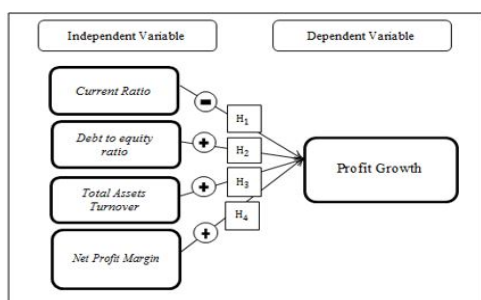 Independent Variable
Dependent Variable
Current Ratio
H1
Debt to equity
ratio
H2
Profit Growth
H3
Total Assets
Turnover
H4
Net Profit Margin